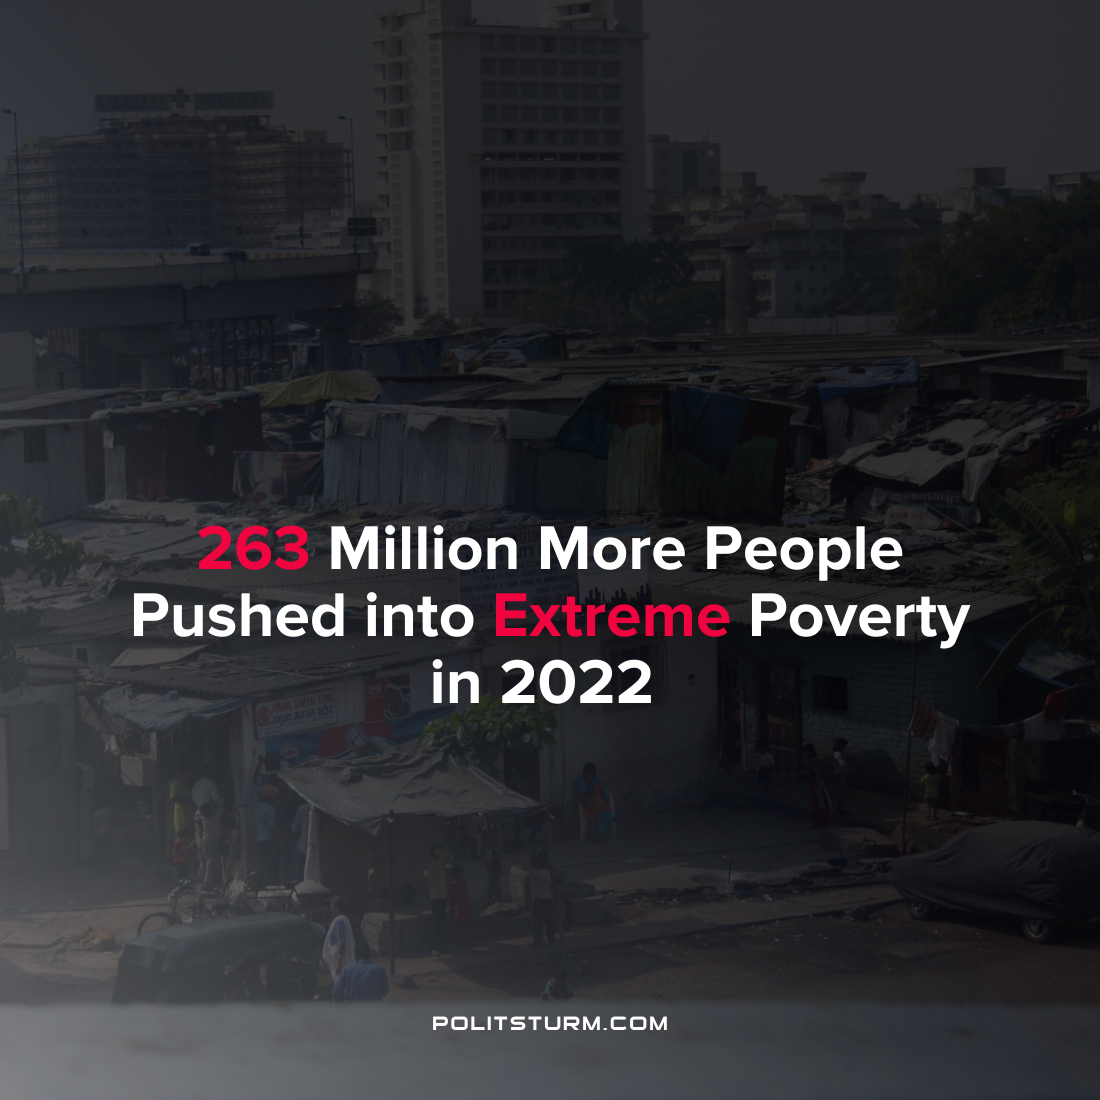 263 Million More People
Pushed into Extreme Poverty
in 2022
POLITSTURM.COM